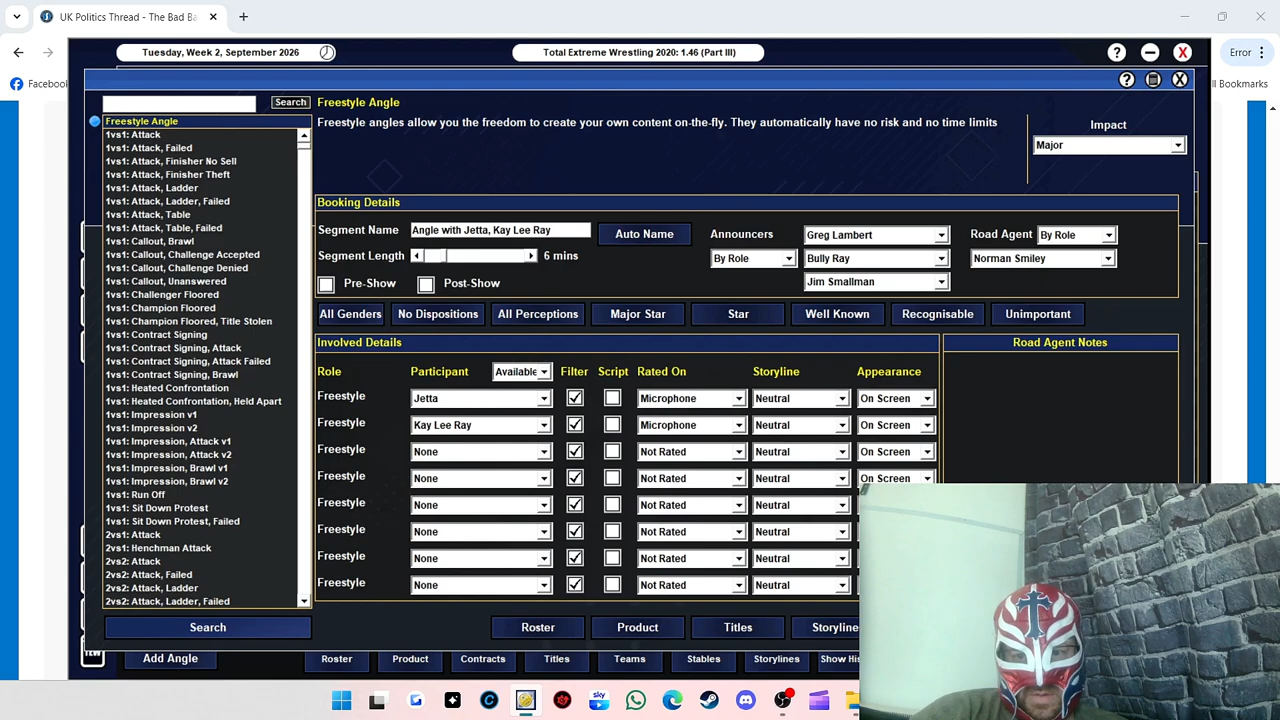 UK Politics Thread - The Bad Ba
Facebook
Error
ll Bookmarks
Tuesday, Week 2, September 2026
Total Extreme Wrestling 2020: 1.46 (Part III)
Search
Freestyle Angle
1vs1: Attack
1vs1: Attack, Failed
1vs1: Attack, Finisher No Sell
1vs1: Attack, Finisher Theft
1vs1: Attack, Ladder
1vs1: Attack, Ladder, Failed
1vs1: Attack, Table
1vs1: Attack, Table, Failed
1vs1: Callout, Brawl
1vs1: Callout, Challenge Accepted
1vs1: Callout, Challenge Denied
1vs1: Callout, Unanswered
1vs1: Challenger Floored
1vs1: Champion Floored
1vs1: Champion Floored, Title Stolen
1vs1: Contract Signing
1vs1: Contract Signing, Attack
1vs1: Contract Signing, Attack Failed
1vs1: Contract Signing, Brawl
1vs1: Heated Confrontation
1vs1: Heated Confrontation, Held Apart
1vs1: Impression v1
1vs1: Impression v2
1vs1: Impression, Attack v1
1vs1: Impression, Attack v2
1vs1: Impression, Brawl v1
1vs1: Impression, Brawl v2
1vs1: Run Off
1vs1: Sit Down Protest
1vs1: Sit Down Protest, Failed
2vs1: Attack
2vs1: Henchman Attack
2vs2: Attack
2vs2: Attack, Failed
2vs2: Attack, Ladder
2vs2: Attack, Ladder, Failed
Search
Freestyle Angle
Freestyle angles allow you the freedom to create your own content on-the-fly. They automatically have no risk and no time limits
Impact
Major
Booking Details
Segment Name Angle with Jetta, Kay Lee Ray Auto Name Announcers Greg Lambert Road Agent By Role
Segment Length 6 mins By Role Bully Ray Norman Smiley
Pre-Show Post-Show Jim Smallman
All Genders No Dispositions All Perceptions Major Star Star Well Known Recognisable Unimportant
Involved Details Road Agent Notes
Role Participant Available Filter Script Rated On Storyline Appearance
Freestyle Jetta Microphone Neutral On Screen
Freestyle Kay Lee Ray Microphone Neutral On Screen
Freestyle None Not Rated Neutral On Screen
Freestyle None Not Rated Neutral On Screen
Freestyle None Not Rated Neutral
Freestyle None Not Rated Neutral
Freestyle None Not Rated Neutral
Freestyle None Not Rated Neutral
Roster Product Titles Storyline
Add Angle Roster Product Contracts Titles Teams Stables Storylines Show His
sky